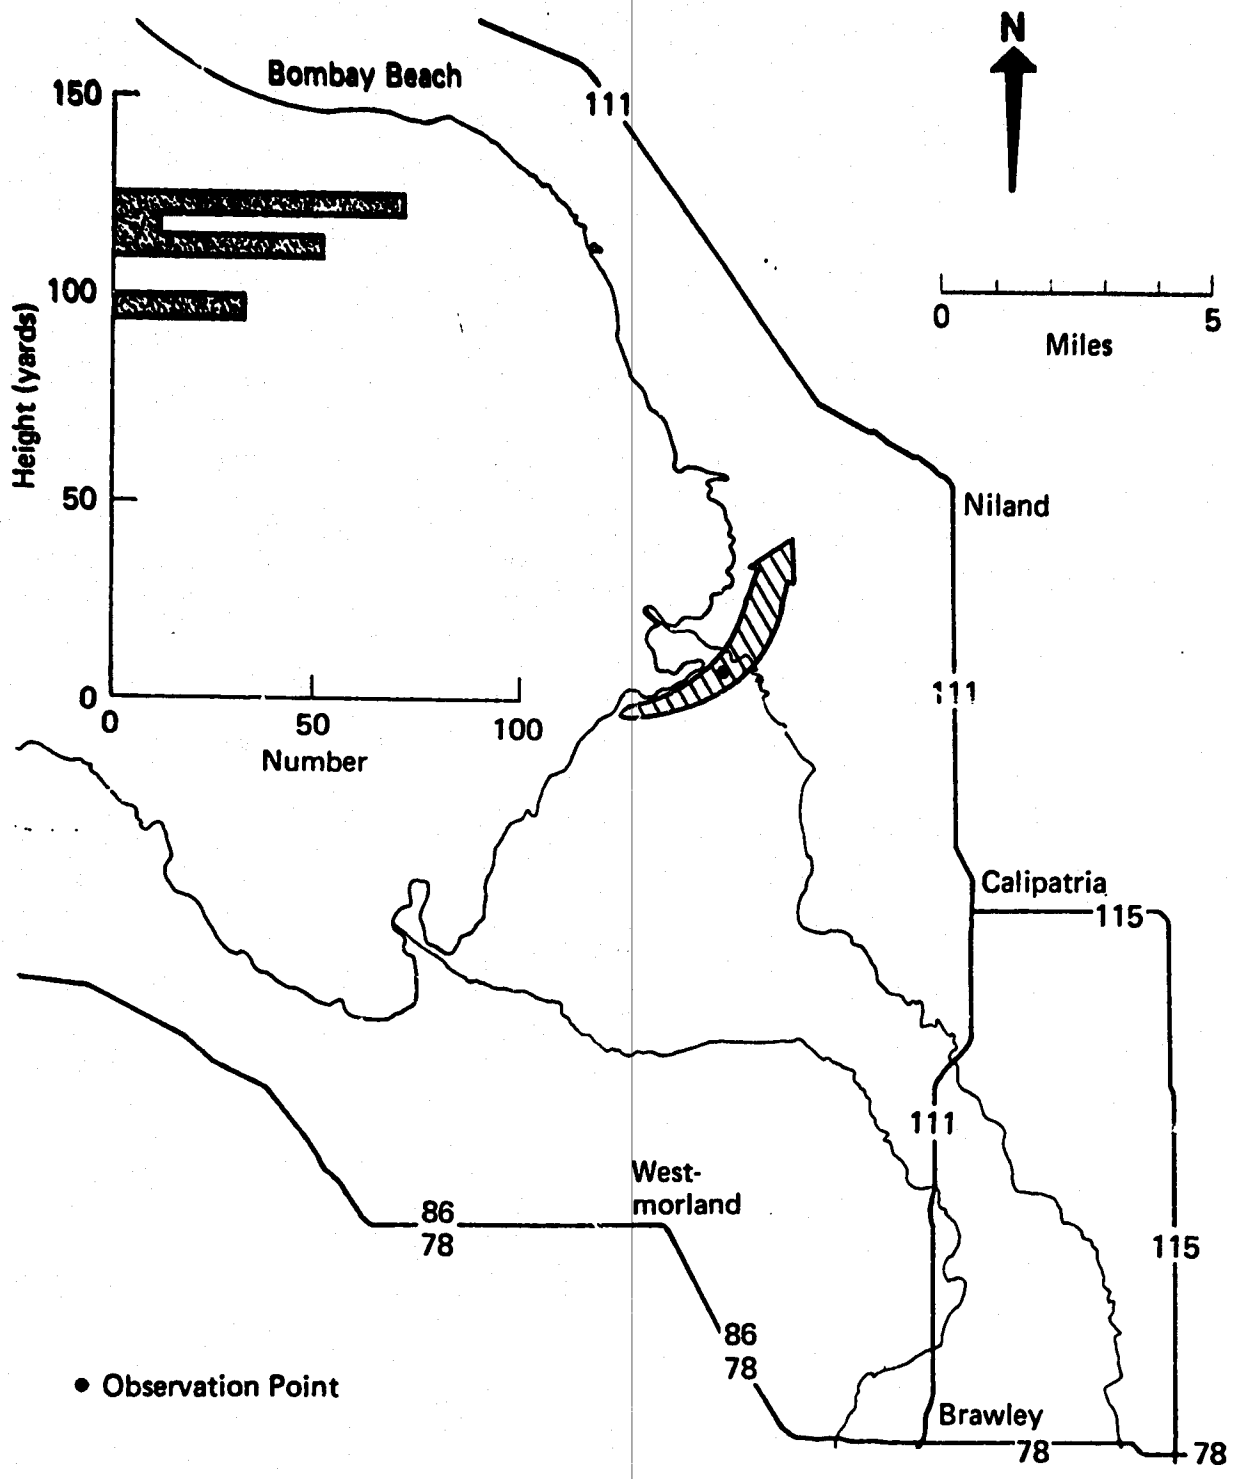 N
Bombay Beach
150
111
100
0
5
Miles
Height (yards)
50
Niland
0
111
0
50
100
Number
Calipatria
115
111
West-
morland
86
78
115
86
78
• Observation Point
Brawley
78
78